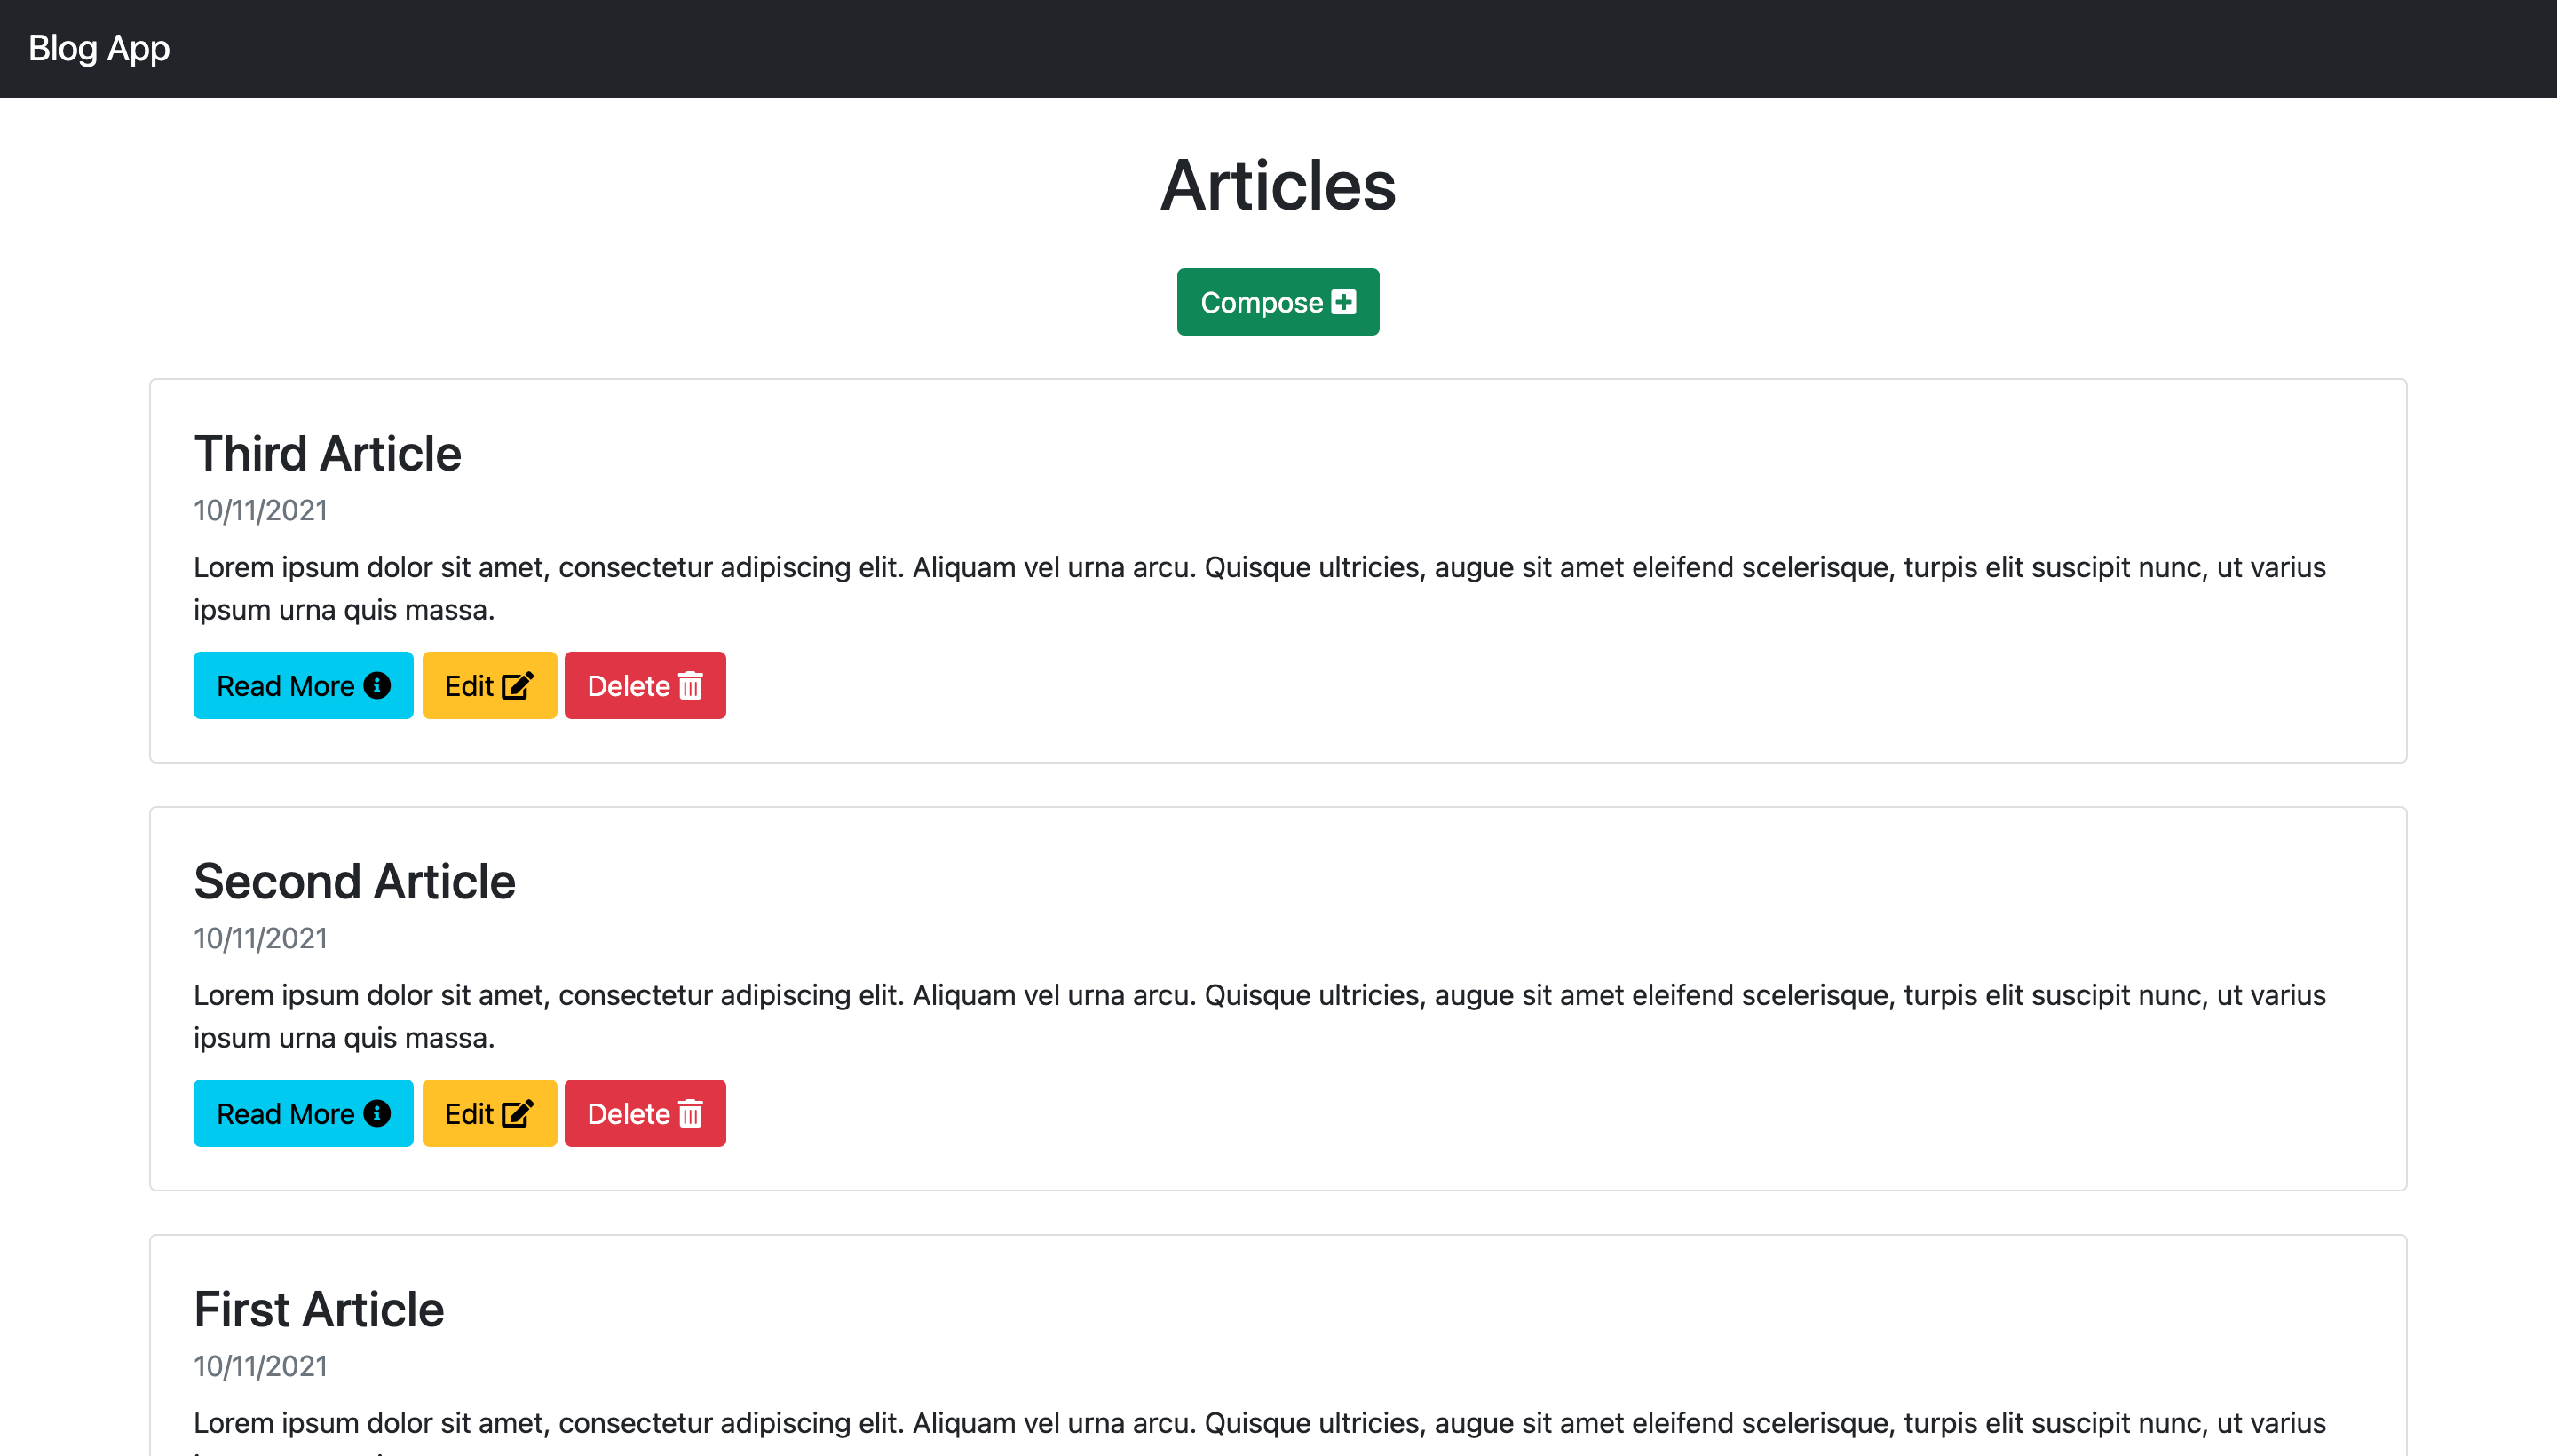 Blog App
Articles
Compose
Third Article
10/11/2021
Lorem ipsum dolor sit amet, consectetur adipiscing elit. Aliquam vel urna arcu. Quisque ultricies, augue sit amet eleifend scelerisque, turpis elit suscipit nunc, ut varius
ipsum urna quis massa.
Read More Edit Delete
Second Article
10/11/2021
Lorem ipsum dolor sit amet, consectetur adipiscing elit. Aliquam vel urna arcu. Quisque ultricies, augue sit amet eleifend scelerisque, turpis elit suscipit nunc, ut varius
ipsum urna quis massa.
Read More Edit Delete
First Article
10/11/2021
Lorem ipsum dolor sit amet, consectetur adipiscing elit. Aliquam vel urna arcu. Quisque ultricies, augue sit amet eleifend scelerisque, turpis elit suscipit nunc, ut varius